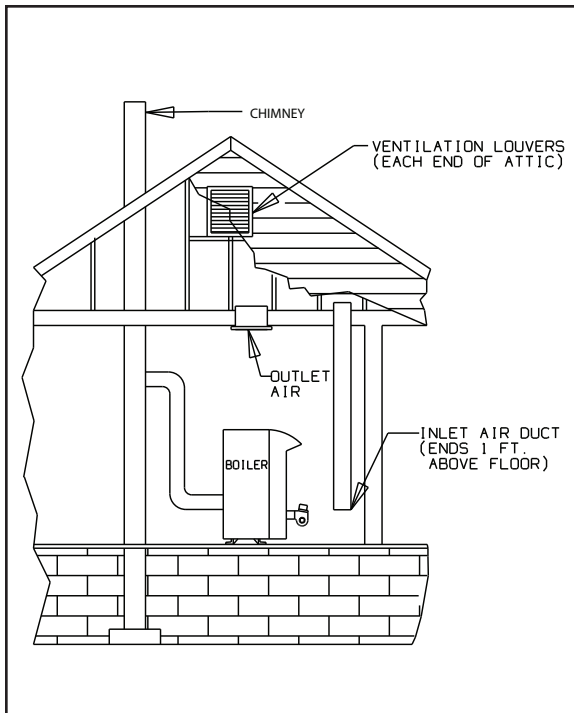 CHIMNEY
VENTILATION LOUVERS
(EACH END OF ATTIC)
OUTLET
AIR
BOILER
INLET AIR DUCT
(ENDS 1 FT.
ABOVE FLOOR)